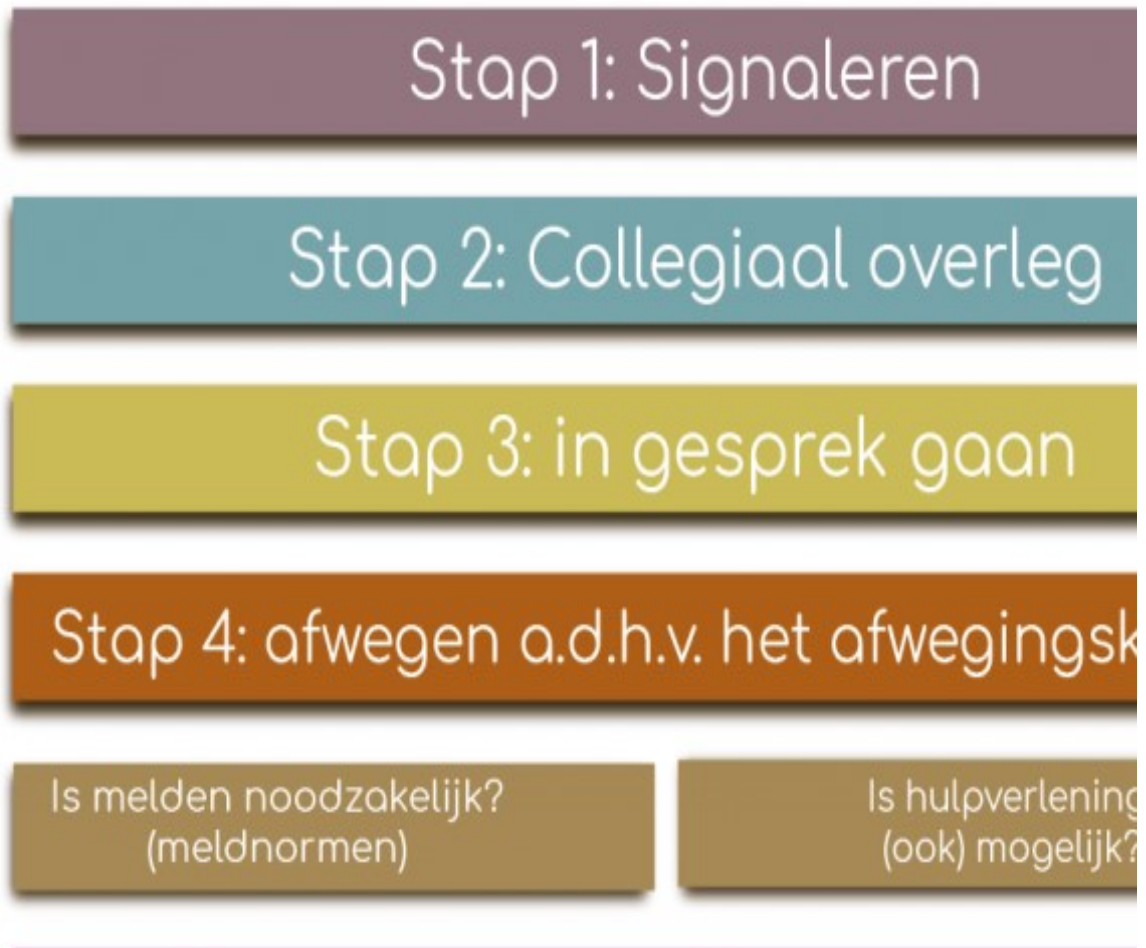 Stap 1: Signaleren
Stap 2: Collegiaal overleg
Stap 3: in gesprek gaan
Stap 4: afwegen a.d.h.v. het
Is melden noodzakelijk?
(meldnormen)
Is hulpverlening
(ook) mogelijk?